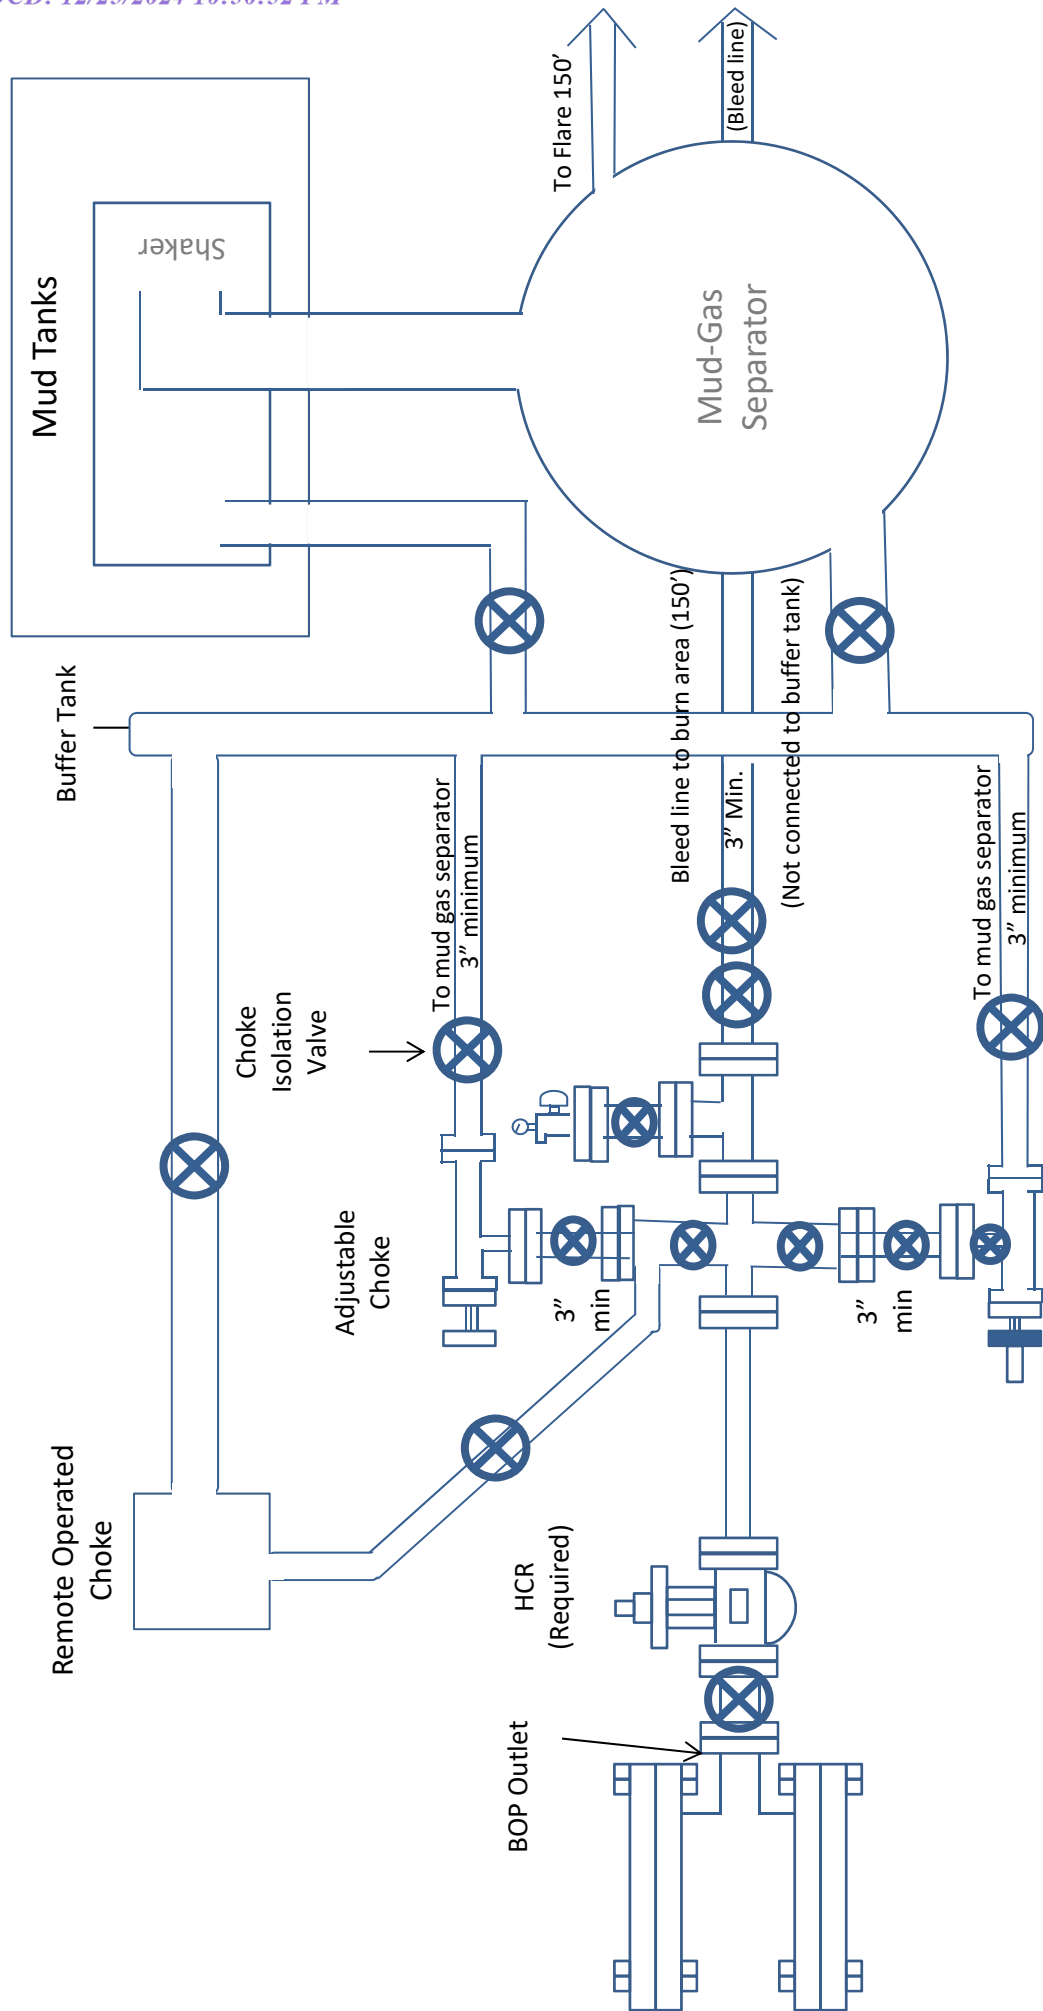 PM
Mud Tanks
Shaker
To Flare 150’
(Bleed line)
Mud-Gas
Separator
Buffer Tank
Bleed line to burn area (150’)
3” Min.
(Not connected to buffer tank)
To mud gas separator
3” minimum
To mud gas separator
3” minimum
Choke
Isolation
Valve
Adjustable
Choke
3”
min
3”
min
Remote Operated
Choke
HCR
(Required)
BOP Outlet